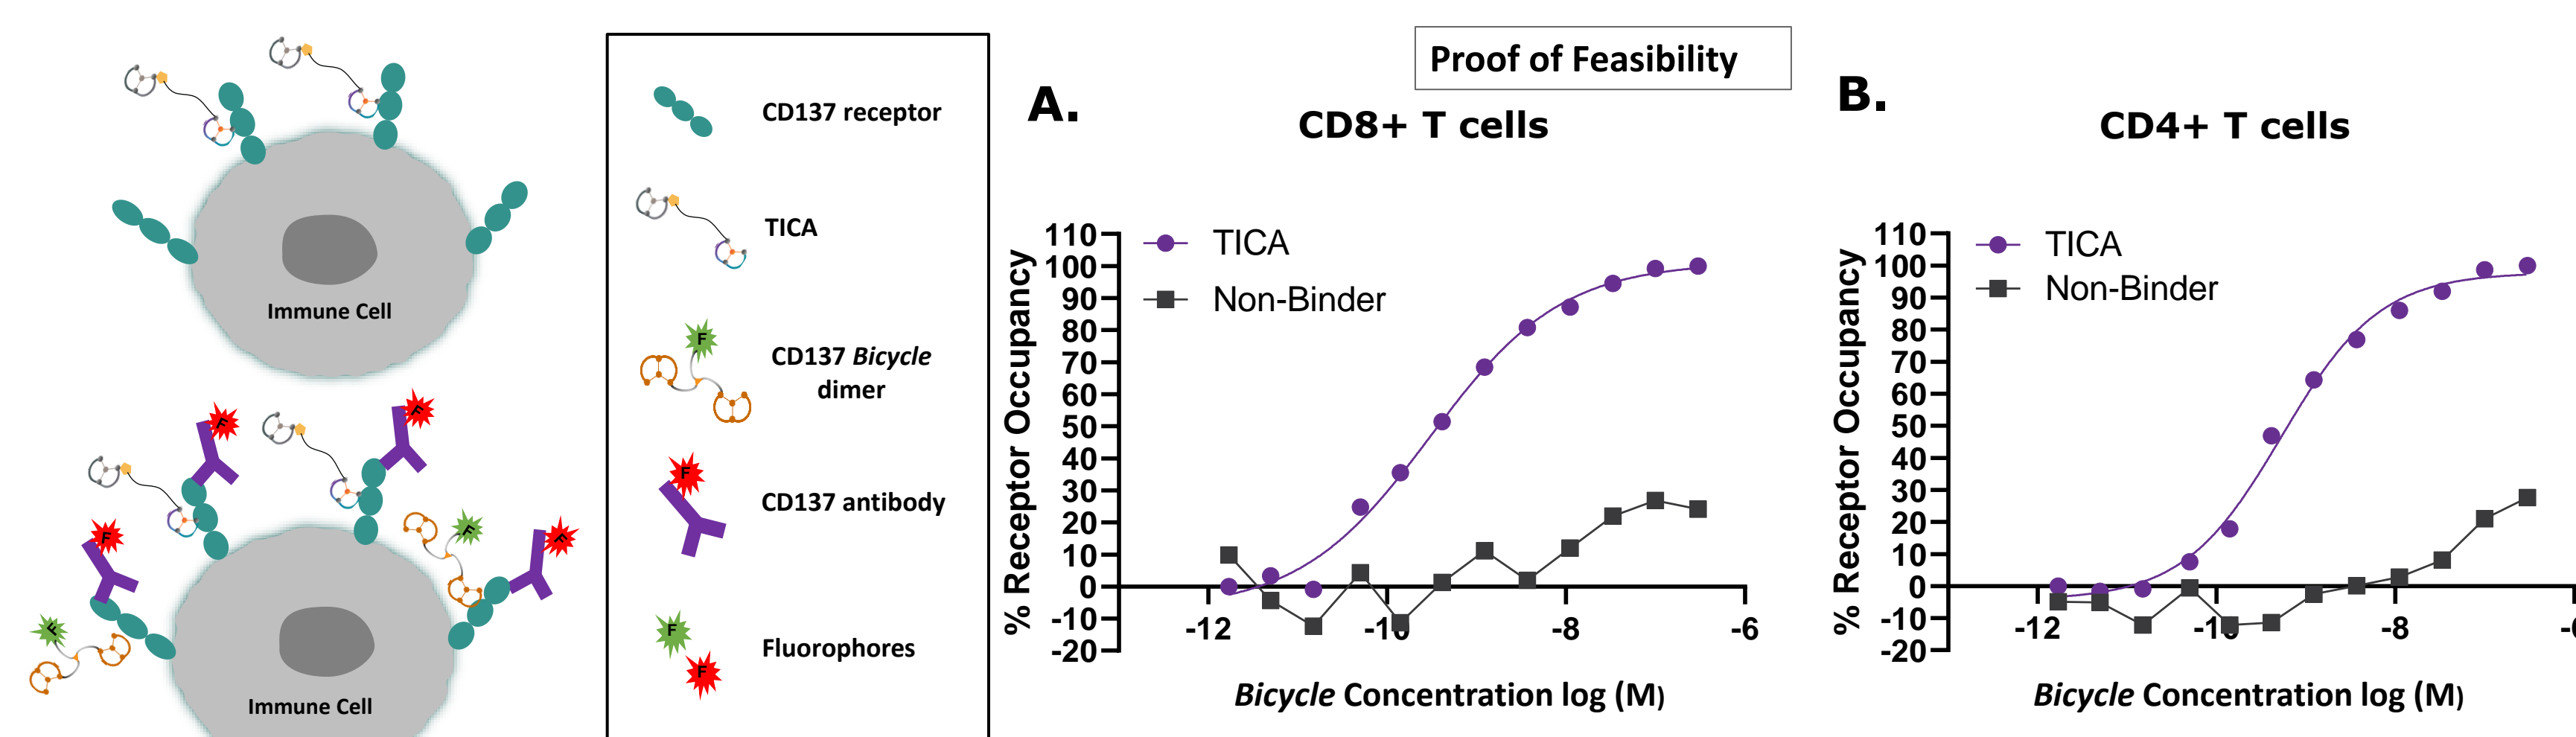 Immune Cell
F
F
F
F
F
F
Immune Cell
CD137 receptor
TICA
F
CD137 Bicycle
dimer
F
CD137 antibody
F
F
Fluorophores
Proof of Feasibility
A.
CD8+ T cells
% Receptor Occupancy
110
100
90
80
70
60
50
40
30
20
10
0
-10
-20
TICA
Non-Binder
-12
-10
-8
-6
Bicycle Concentration log (M)
B.
CD4+ T cells
% Receptor Occupancy
110
100
90
80
70
60
50
40
30
20
10
0
-10
-20
TICA
Non-Binder
-12
-10
-8
Bicycle Concentration log (M)